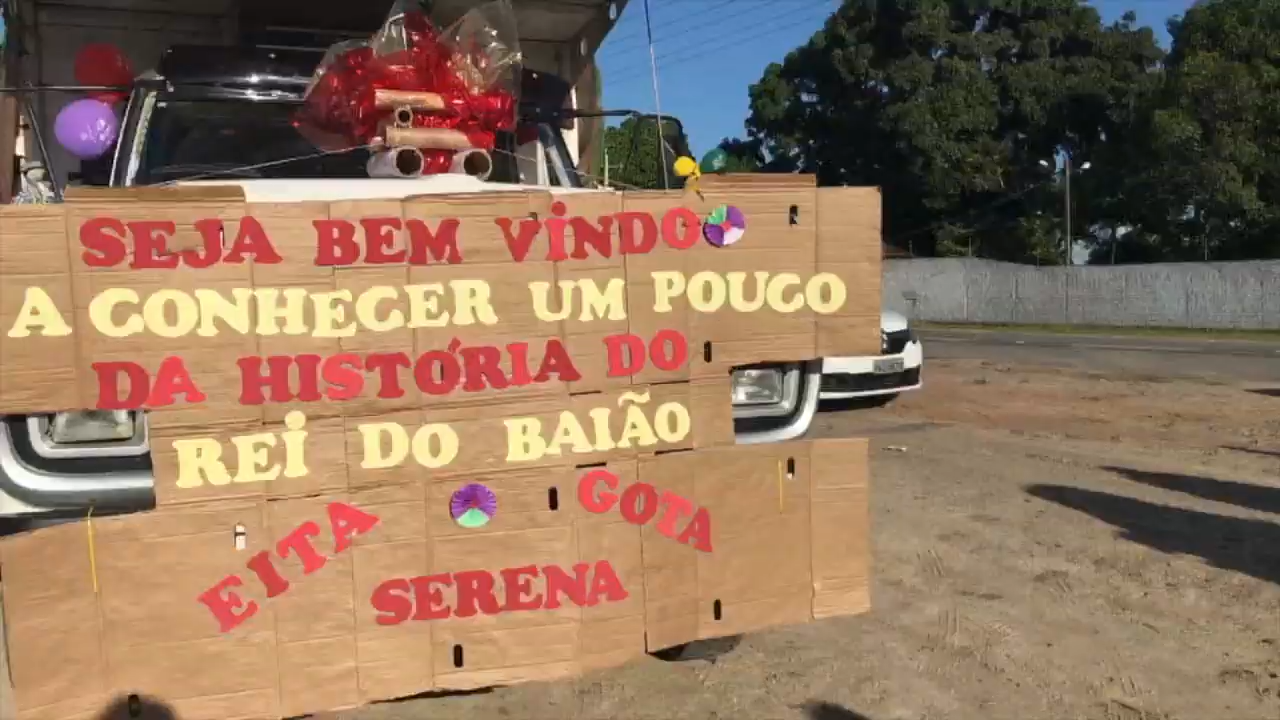 SEJA BEM VINDO
A CONHECER UM POUCO
DA HISTÓRIA DO
REI DO BAIÃO
EITA GOTA
SERENA